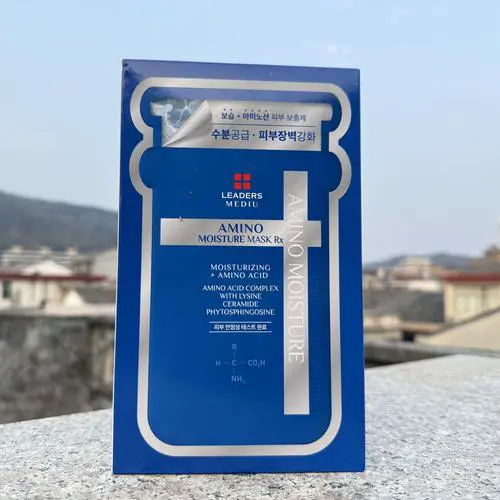 보습 + 아미노산 피부 보충제
수분공급 · 피부장벽강화
LEADERS
MEDIU
AMINO
MOISTURE MASK Rx
AMINO MOISTURE
MOISTURIZING
+ AMINO ACID
AMINO ACID COMPLEX
WITH LYSINE
CERAMIDE
PHYTOSPHINGOSINE
피부 안정성 테스트 완료
R
H - C - CO₂H
NH₂